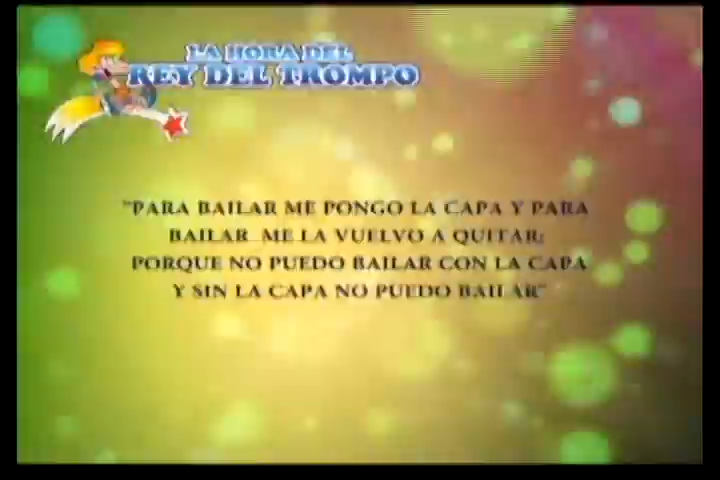 LA HORA DEL
REY DEL TROMPO
"PARA BAILAR ME PONGO LA CAPA Y PARA
BAILAR ME LA VUELVO A QUITAR;
PORQUE NO PUEDO BAILAR CON LA CAPA
Y SIN LA CAPA NO PUEDO BAILAR"